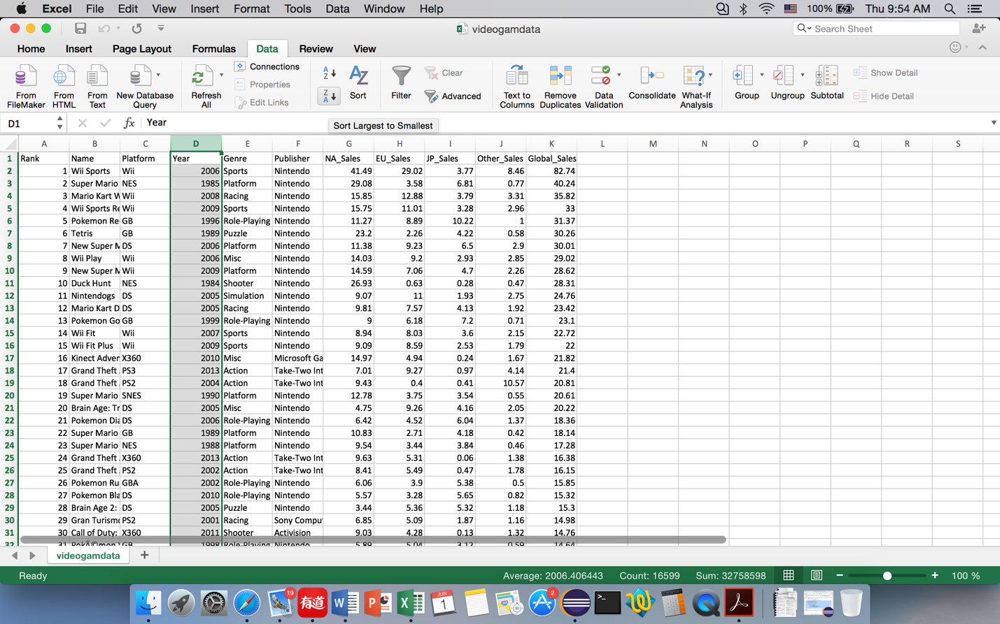 Excel File Edit View Insert Format Tools Data Window Help 100% Thu 9:54 AM
videogamdata
Search Sheet
Home Insert Page Layout Formulas Data Review View
From FileMaker
From HTML
From Text
New Database Query
Refresh All
Connections
Properties
Edit Links
Sort
Filter
Clear
Advanced
Text to Columns
Remove Duplicates
Data Validation
Consolidate
What-If Analysis
Group
Ungroup
Subtotal
Show Detail
Hide Detail
D1 fx Year
Sort Largest to Smallest
A B C D E F G H I J K L M N O P Q R S
1 Rank Name Platform Year Genre Publisher NA_Sales EU_Sales JP_Sales Other_Sales Global_Sales
2 1 Wii Sports Wii 2006 Sports Nintendo 41.49 29.02 3.77 8.46 82.74
3 2 Super Mario NES 1985 Platform Nintendo 29.08 3.58 6.81 0.77 40.24
4 3 Mario Kart W Wii 2008 Racing Nintendo 15.85 12.88 3.79 3.31 35.82
5 4 Wii Sports Re Wii 2009 Sports Nintendo 15.75 11.01 3.28 2.96 33
6 5 Pokemon Re GB 1996 Role-Playing Nintendo 11.27 8.89 10.22 1 31.37
7 6 Tetris GB 1989 Puzzle Nintendo 23.2 2.26 4.22 0.58 30.26
8 7 New Super M DS 2006 Platform Nintendo 11.38 9.23 6.5 2.9 30.01
9 8 Wii Play Wii 2006 Misc Nintendo 14.03 9.2 2.93 2.85 29.02
10 9 New Super M Wii 2009 Platform Nintendo 14.59 7.06 4.7 2.26 28.62
11 10 Duck Hunt NES 1984 Shooter Nintendo 26.93 0.63 0.28 0.47 28.31
12 11 Nintendogs DS 2005 Simulation Nintendo 9.07 11 1.93 2.75 24.76
13 12 Mario Kart D DS 2005 Racing Nintendo 9.81 7.57 4.13 1.92 23.42
14 13 Pokemon Go GB 1999 Role-Playing Nintendo 9 6.18 7.2 0.71 23.1
15 14 Wii Fit Wii 2007 Sports Nintendo 8.94 8.03 3.6 2.15 22.72
16 15 Wii Fit Plus Wii 2009 Sports Nintendo 9.09 8.59 2.53 1.79 22
17 16 Kinect Adver X360 2010 Misc Microsoft Ga 14.97 4.94 0.24 1.67 21.82
18 17 Grand Theft PS3 2013 Action Take-Two Int 7.01 9.27 0.97 4.14 21.4
19 18 Grand Theft PS2 2004 Action Take-Two Int 9.43 0.4 0.41 10.57 20.81
20 19 Super Mario SNES 1990 Platform Nintendo 12.78 3.75 3.54 0.55 20.61
21 20 Brain Age: Tr DS 2005 Misc Nintendo 4.75 9.26 4.16 2.05 20.22
22 21 Pokemon Dia DS 2006 Role-Playing Nintendo 6.42 4.52 6.04 1.37 18.36
23 22 Super Mario GB 1989 Platform Nintendo 10.83 2.71 4.18 0.42 18.14
24 23 Super Mario NES 1988 Platform Nintendo 9.54 3.44 3.84 0.46 17.28
25 24 Grand Theft X360 2013 Action Take-Two Int 9.63 5.31 0.06 1.38 16.38
26 25 Grand Theft PS2 2002 Action Take-Two Int 8.41 5.49 0.47 1.78 16.15
27 26 Pokemon Ru GBA 2002 Role-Playing Nintendo 6.06 3.9 5.38 0.5 15.85
28 27 Pokemon Bla DS 2010 Role-Playing Nintendo 5.57 3.28 5.65 0.82 15.32
29 28 Brain Age 2: DS 2005 Puzzle Nintendo 3.44 5.36 5.32 1.18 15.3
30 29 Gran Turismo PS2 2001 Racing Sony Compu 6.85 5.09 1.87 1.16 14.98
31 30 Call of Duty: X360 2011 Shooter Activision 9.03 4.28 0.13 1.32 14.76
32 31 PokÃ©mon GB 1998 Role-Playing Nintendo 5.89 5.04 3.12 0.59 14.64
videogamdata +
Ready Average: 2006.406443 Count: 16599 Sum: 32758598 100 %
19 有道 W P X JUN 1 2